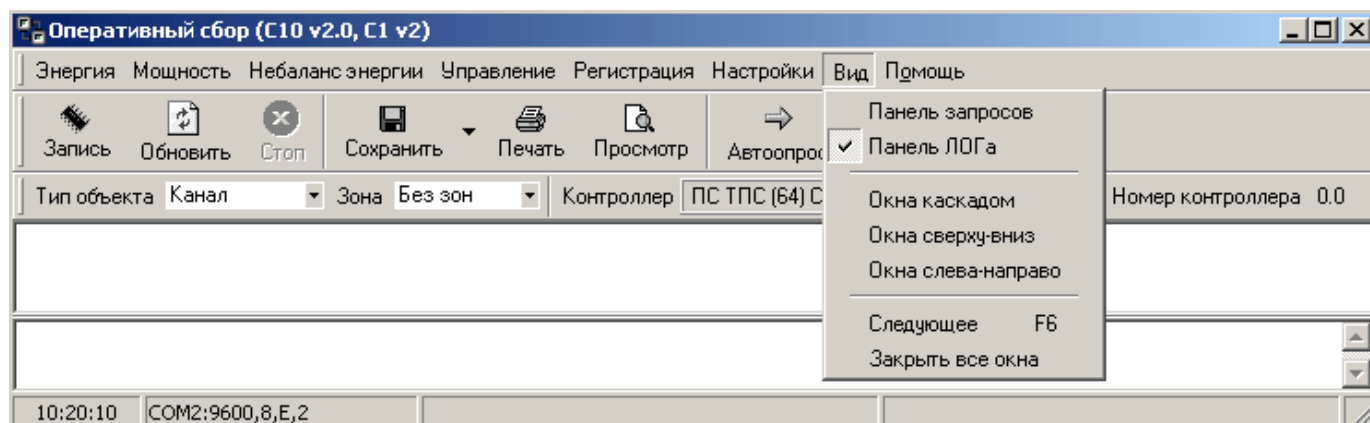 Оперативный сбор (C10 v2.0, C1 v2)
Энергия Мощность Небаланс энергии Управление Регистрация Настройки Вид Помощь
Запись Обновить Стоп Сохранить Печать Просмотр
Тип объекта Канал Зона Без зон Контроллер ПС ТПС (64) С Номер контроллера 0.0
Панель запросов
Панель ЛОГа
Окна каскадом
Окна сверху-вниз
Окна слева-направо
Следующее F6
Закрыть все окна
10:20:10 COM2:9600,8,E,2